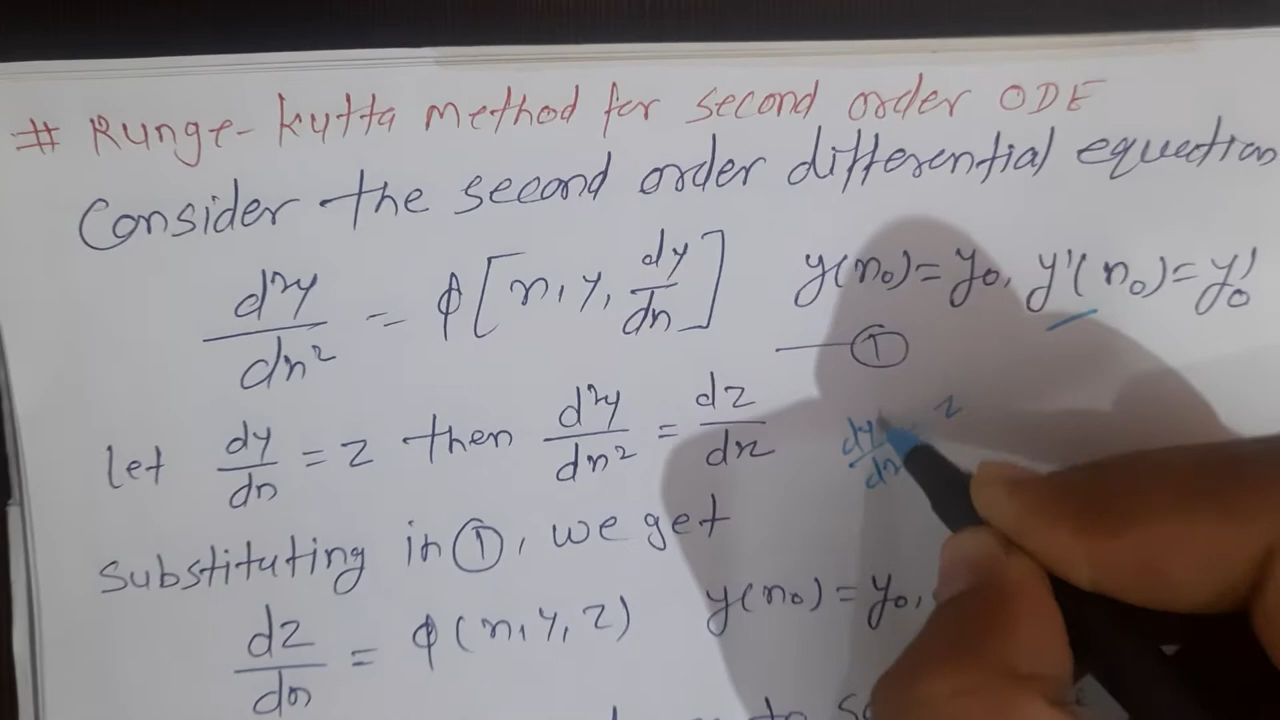 # Runge-kutta method for second order ODE
Consider the second order differential equation
d²y/dx² = φ[x, y, dy/dx] y(x₀) = y₀, y'(x₀) = y₀'
— ①
let dy/dx = z then d²y/dx² = dz/dx
dy/dx z
Substituting in ①, we get
dz/dx = φ(x, y, z) y(x₀) = y₀,
to